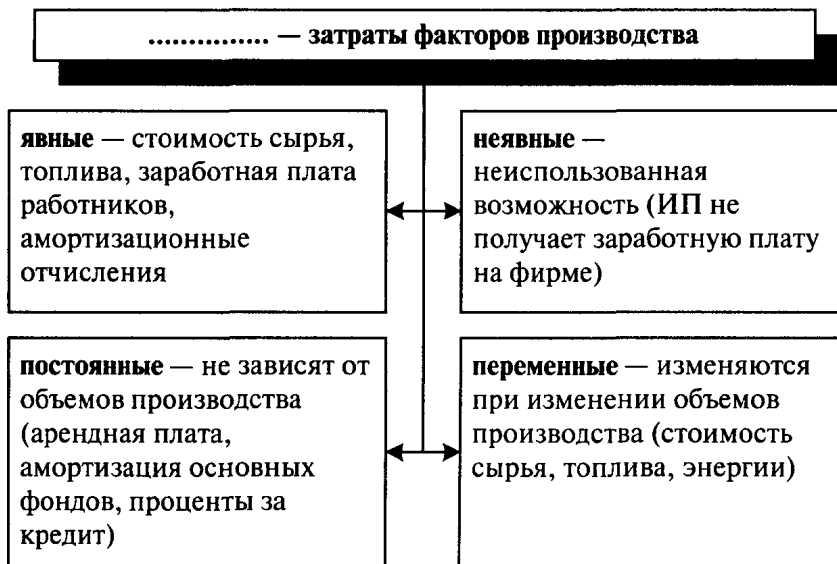 ............... — затраты факторов производства
явные — стоимость сырья,
топлива, заработная плата
работников,
амортизационные
отчисления
неявные —
неиспользованная
возможность (ИП не
получает заработную плату
на фирме)
постоянные — не зависят от
объемов производства
(арендная плата,
амортизация основных
фондов, проценты за
кредит)
переменные — изменяются
при изменении объемов
производства (стоимость
сырья, топлива, энергии)